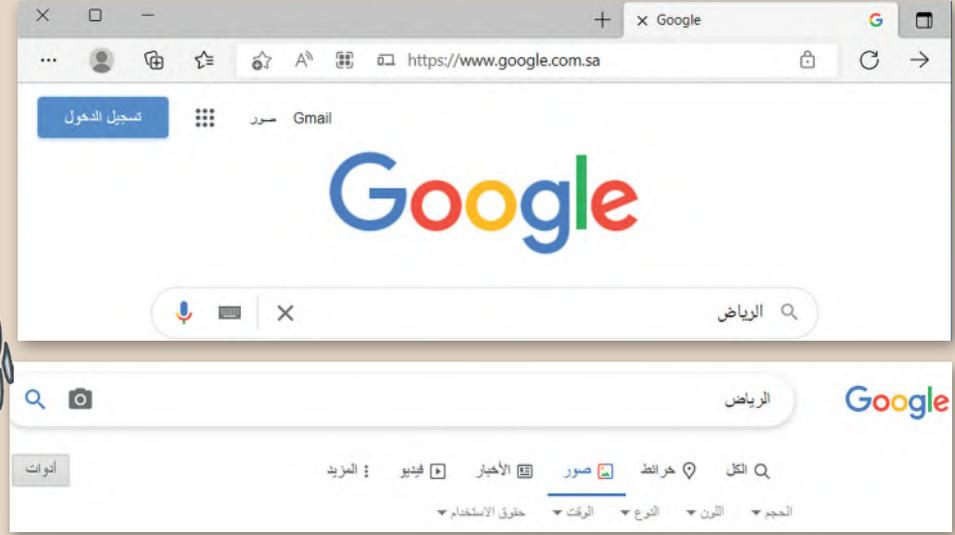 Google
https://www.google.com.sa
Gmail صور تسجيل الدخول
Google
الرياض
Google الرياض
الكل خرائط صور الأخبار فيديو المزيد أدوات
الحجم اللون النوع الوقت حقوق الاستخدام